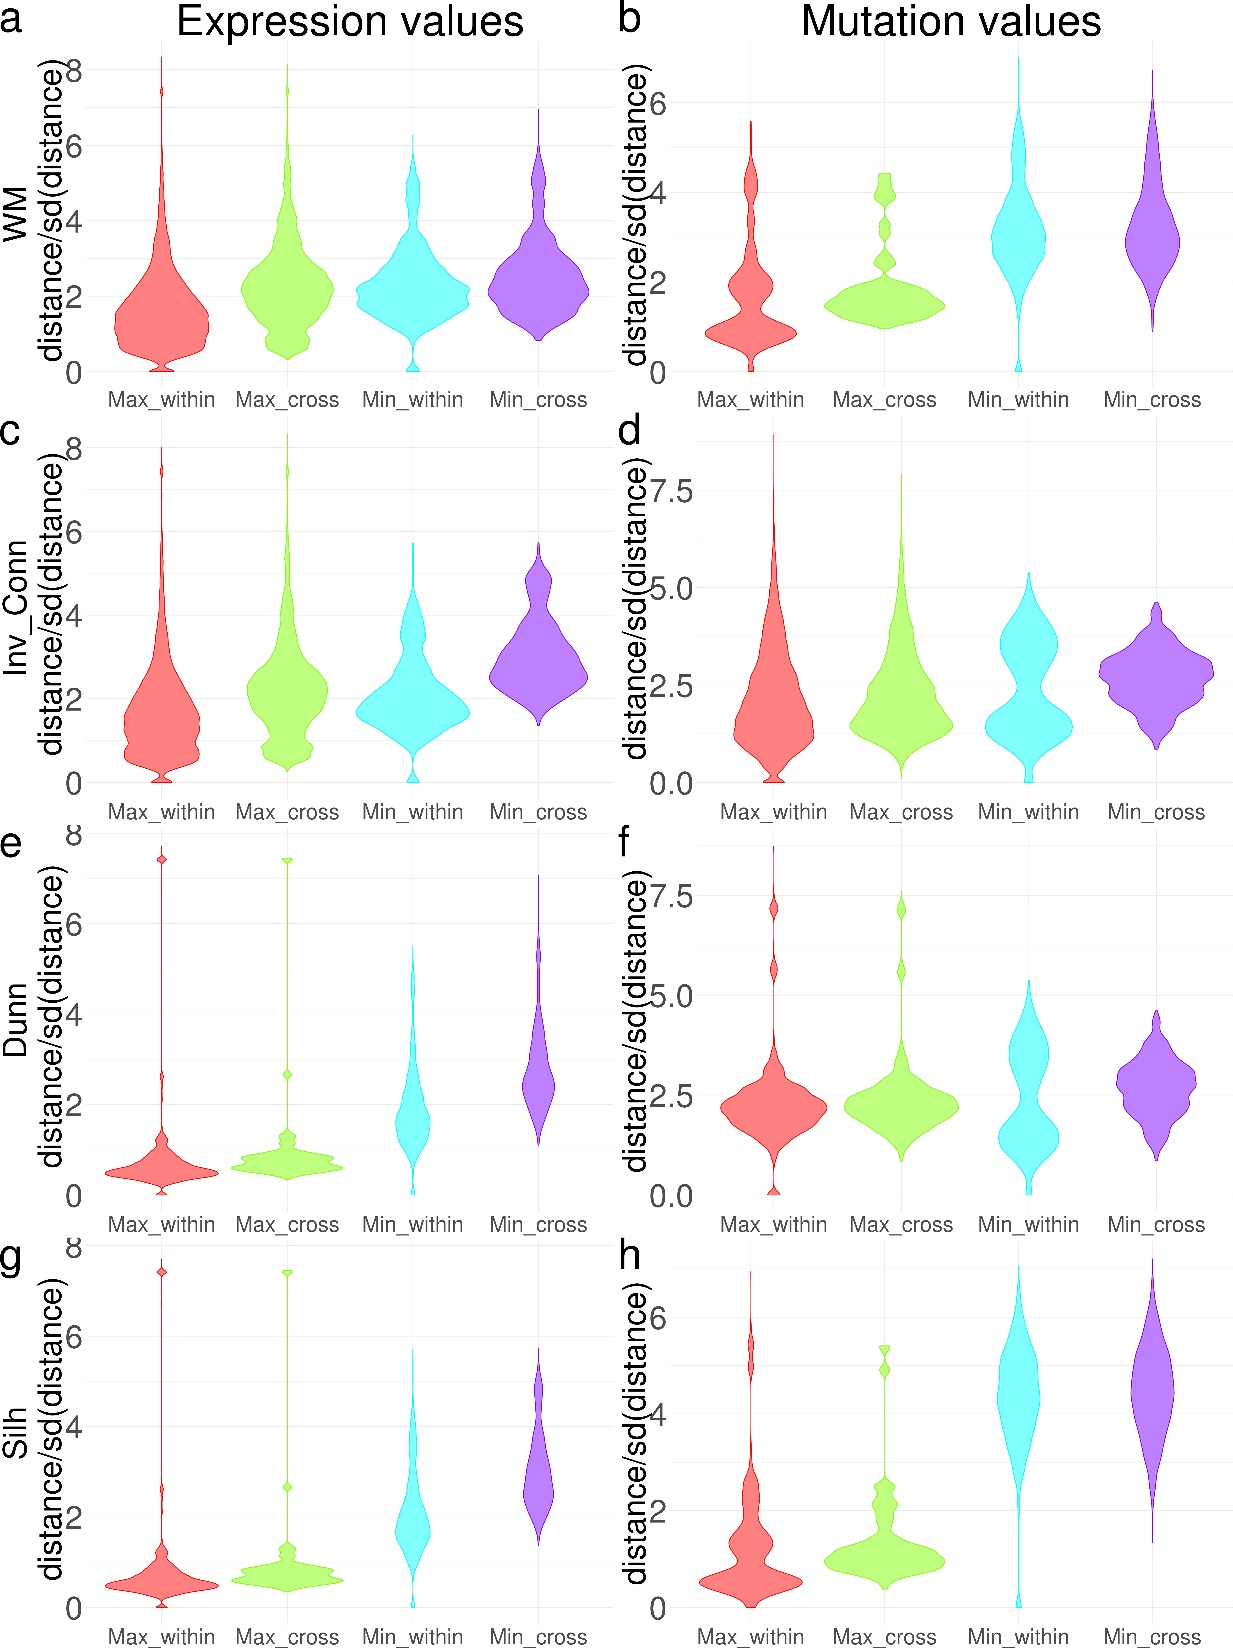 a Expression values b Mutation values
WM
distance/sd(distance)
8
6
4
2
0
Max_within Max_cross Min_within Min_cross
distance/sd(distance)
6
4
2
0
Max_within Max_cross Min_within Min_cross
c
Inv_Conn
distance/sd(distance)
8
6
4
2
0
Max_within Max_cross Min_within Min_cross
d
distance/sd(distance)
7.5
5.0
2.5
0.0
Max_within Max_cross Min_within Min_cross
e
Dunn
distance/sd(distance)
8
6
4
2
0
Max_within Max_cross Min_within Min_cross
f
distance/sd(distance)
7.5
5.0
2.5
0.0
Max_within Max_cross Min_within Min_cross
g
Silh
distance/sd(distance)
8
6
4
2
0
Max_within Max_cross Min_within Min_cross
h
distance/sd(distance)
6
4
2
0
Max_within Max_cross Min_within Min_cross